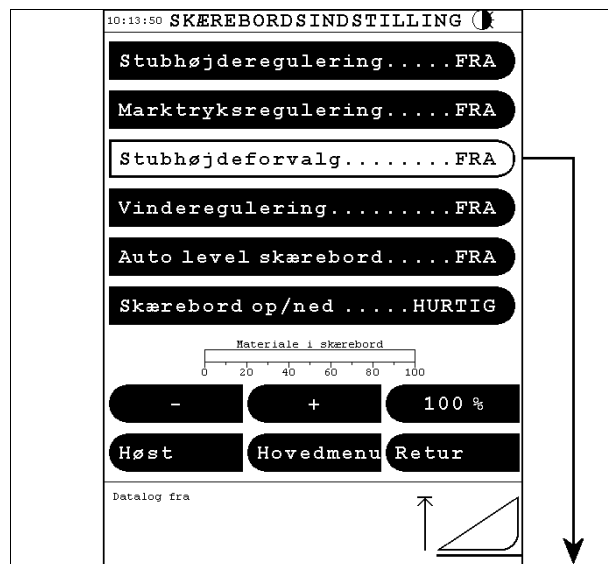 10:13:50 SKÆREBORDSINDSTILLING
Stubhøjderegulering.....FRA
Marktryksregulering.....FRA
Stubhøjdeforvalg........FRA
Vinderegulering.........FRA
Auto level skærebord.....FRA
Skærebord op/ned .....HURTIG
Materiale i skærebord
0 20 40 60 80 100
- + 100 %
Høst Hovedmenu Retur
Datalog fra